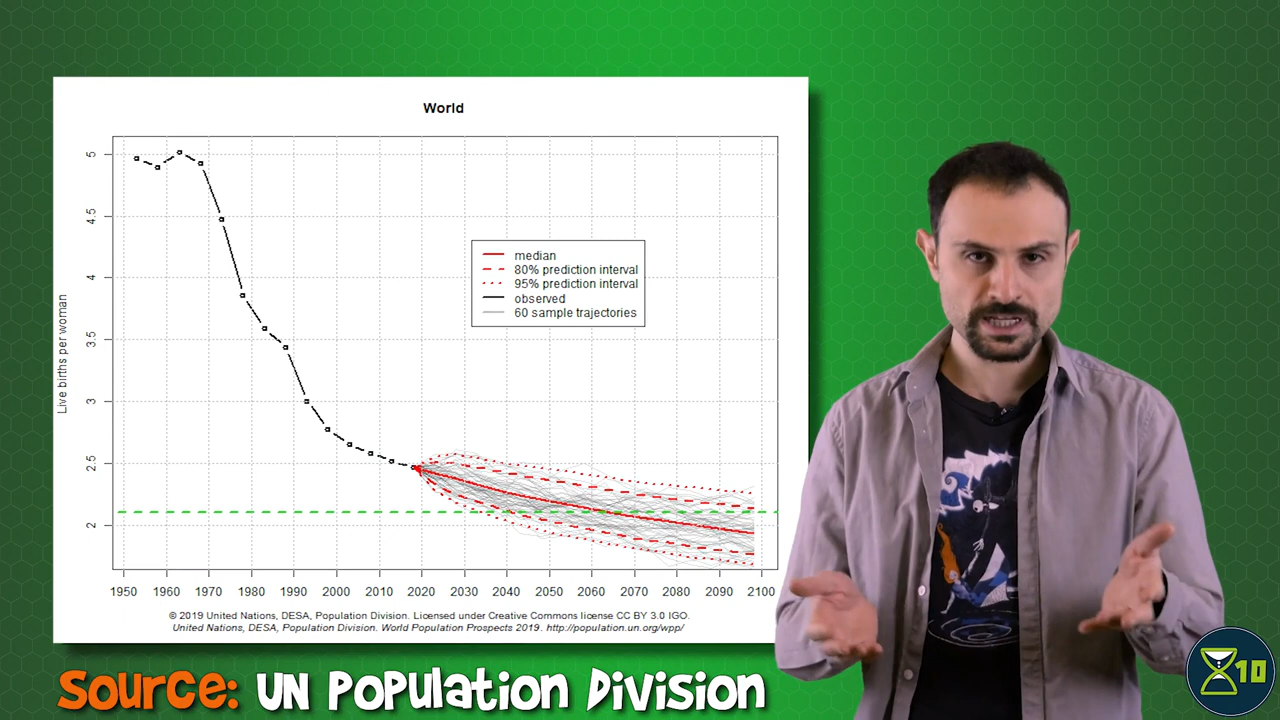 World
5
4.5
4
3.5
3
2.5
2
Live births per woman
median
80% prediction interval
95% prediction interval
observed
60 sample trajectories
1950 1960 1970 1980 1990 2000 2010 2020 2030 2040 2050 2060 2070 2080 2090 2100
© 2019 United Nations, DESA, Population Division. Licensed under Creative Commons license CC BY 3.0 IGO.
United Nations, DESA, Population Division. World Population Prospects 2019. http://population.un.org/wpp/
Source: UN Population Division
10